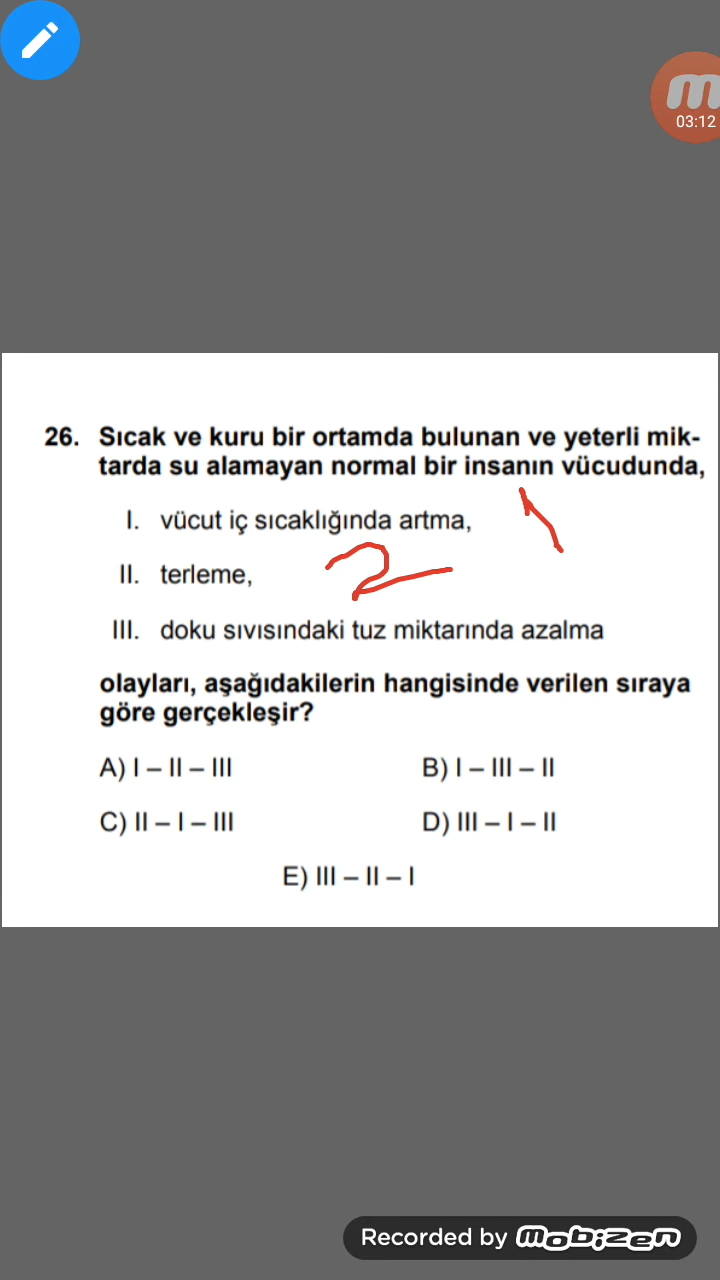 03:12
26. Sıcak ve kuru bir ortamda bulunan ve yeterli mik-
tarda su alamayan normal bir insanın vücudunda,
I. vücut iç sıcaklığında artma,
1
II. terleme,
2
III. doku sıvısındaki tuz miktarında azalma
olayları, aşağıdakilerin hangisinde verilen sıraya
göre gerçekleşir?
A) I – II – III
B) I – III – II
C) II – I – III
D) III – I – II
E) III – II – I
Recorded by mobizen